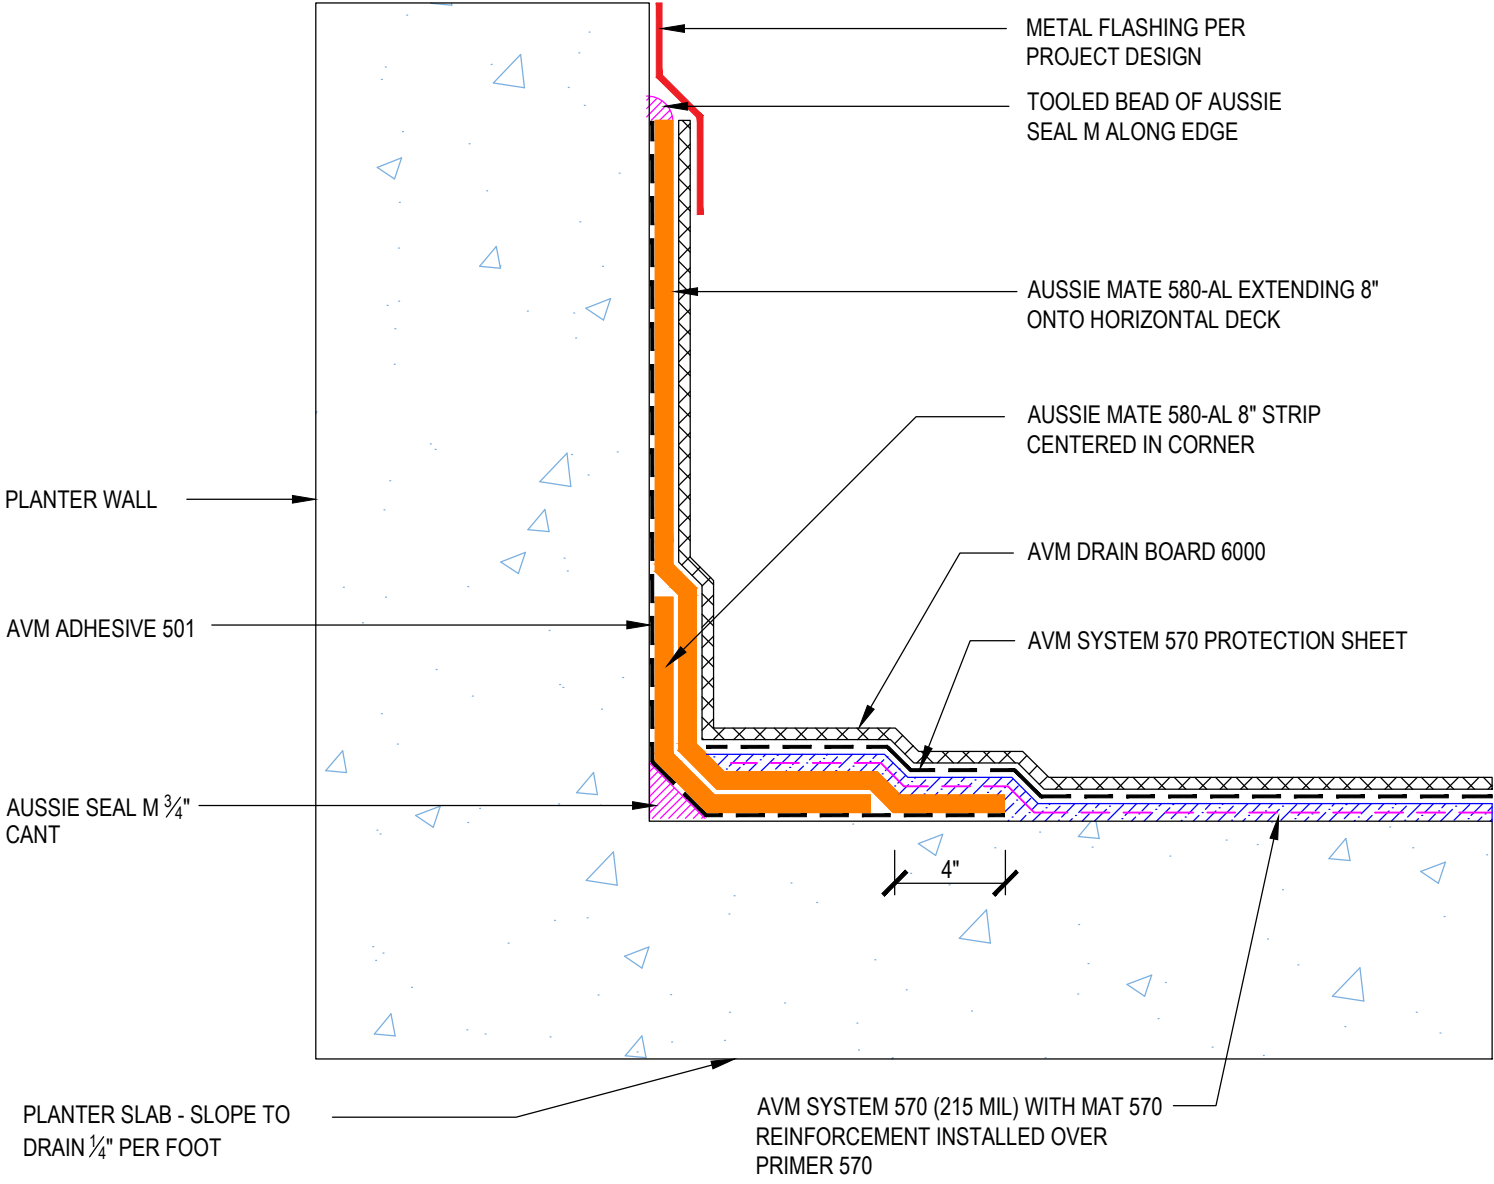 METAL FLASHING PER
PROJECT DESIGN
TOOLED BEAD OF AUSSIE
SEAL M ALONG EDGE
AUSSIE MATE 580-AL EXTENDING 8"
ONTO HORIZONTAL DECK
AUSSIE MATE 580-AL 8" STRIP
CENTERED IN CORNER
PLANTER WALL
AVM DRAIN BOARD 6000
AVM ADHESIVE 501
AVM SYSTEM 570 PROTECTION SHEET
AUSSIE SEAL M 3/4"
CANT
4"
PLANTER SLAB - SLOPE TO
DRAIN 1/4" PER FOOT
AVM SYSTEM 570 (215 MIL) WITH MAT 570
REINFORCEMENT INSTALLED OVER
PRIMER 570